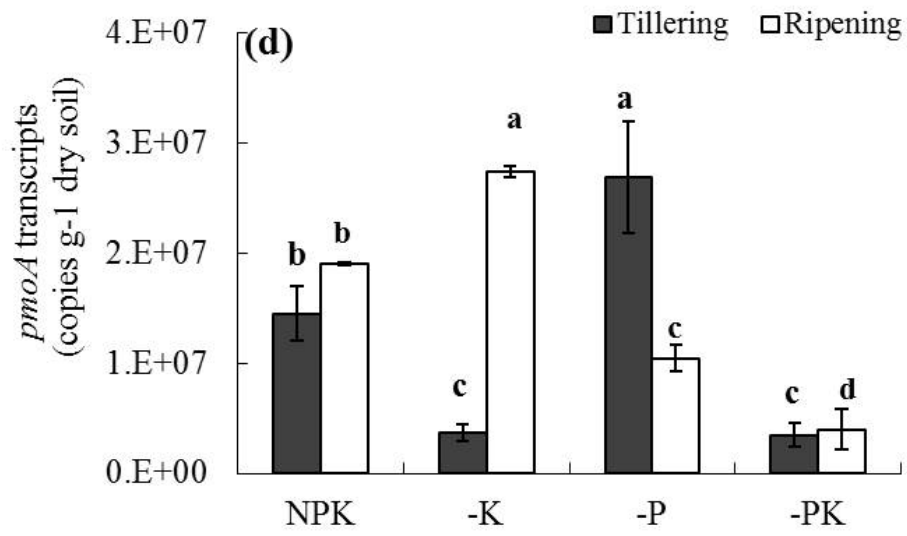 (d)
Tillering Ripening
pmoA transcripts
(copies g-1 dry soil)
4.E+07
3.E+07
2.E+07
1.E+07
0.E+00
b b
c a
a c
c d
NPK -K -P -PK